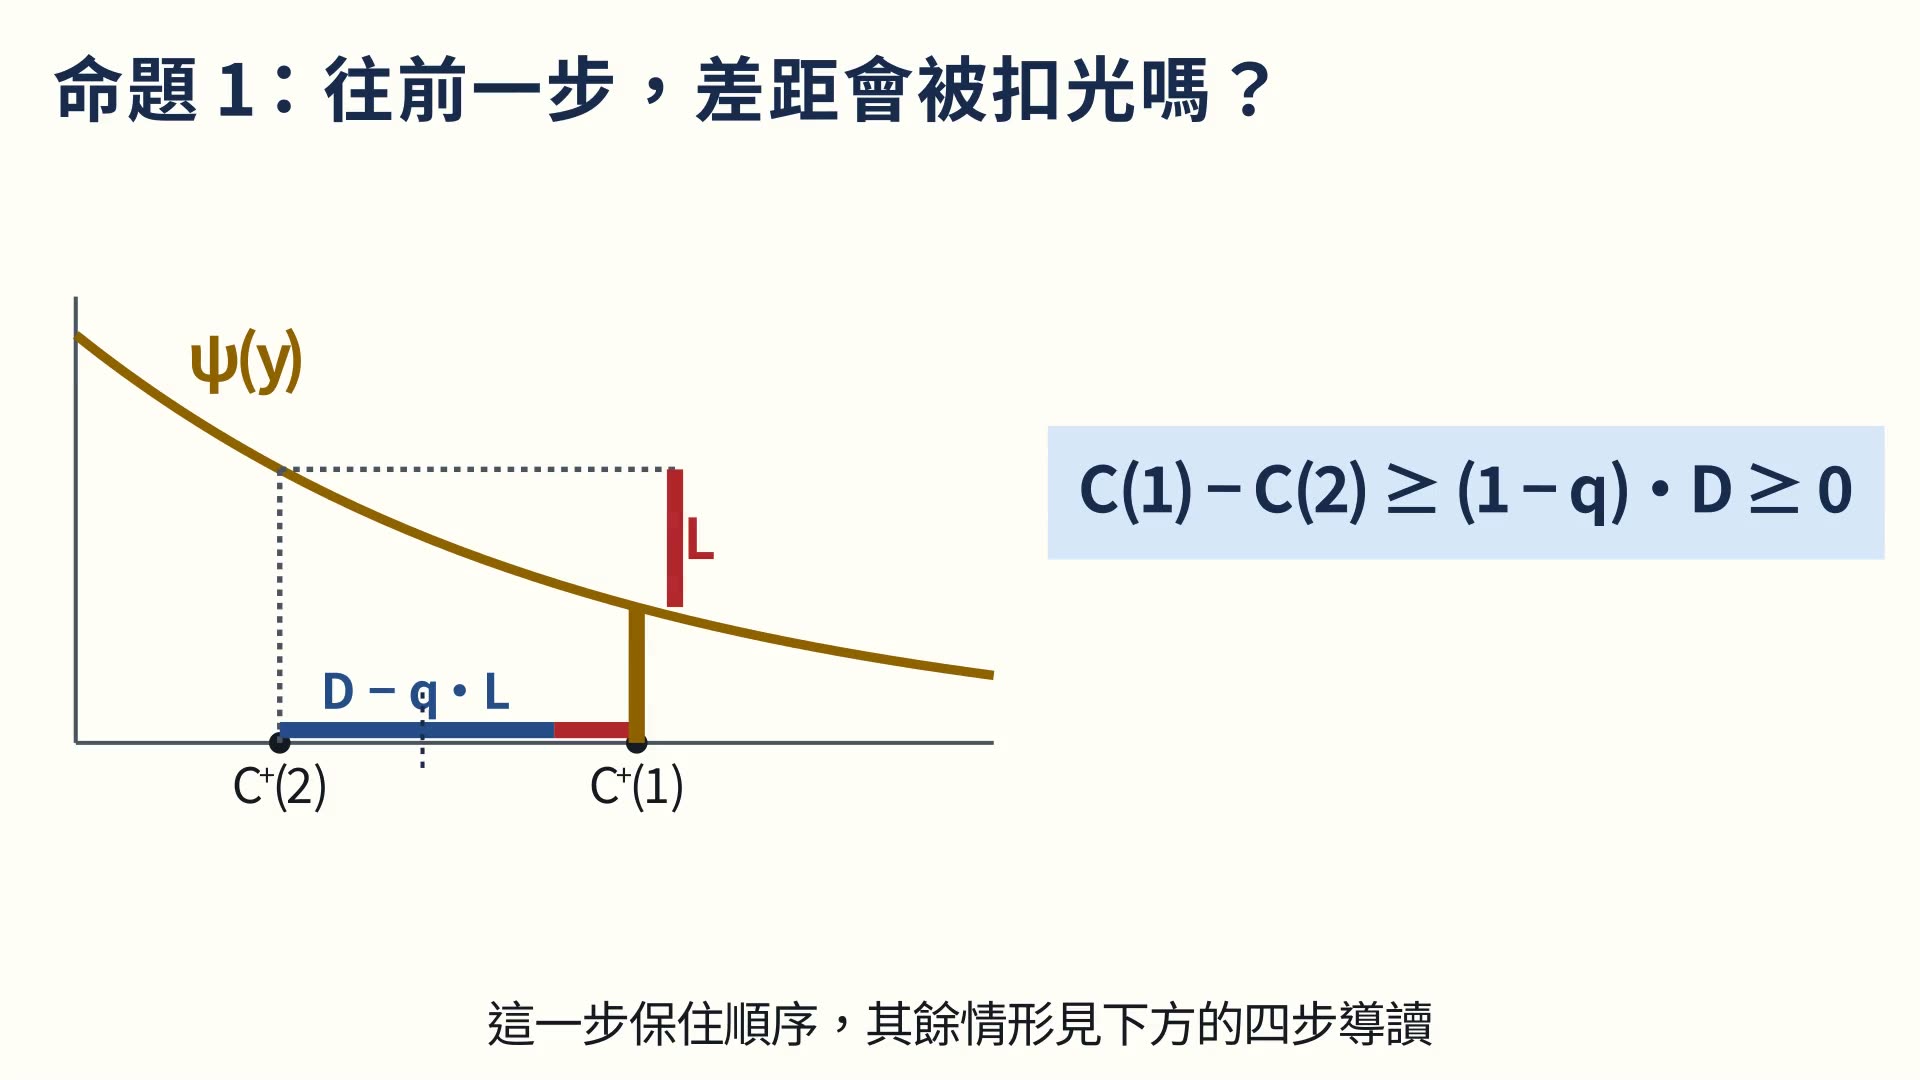 命題 1：往前一步，差距會被扣光嗎？
ψ(y)
L
C(1) − C(2) ≥ (1 − q)・D ≥ 0
D − q・L
C⁺(2)
C⁺(1)
這一步保住順序，其餘情形見下方的四步導讀